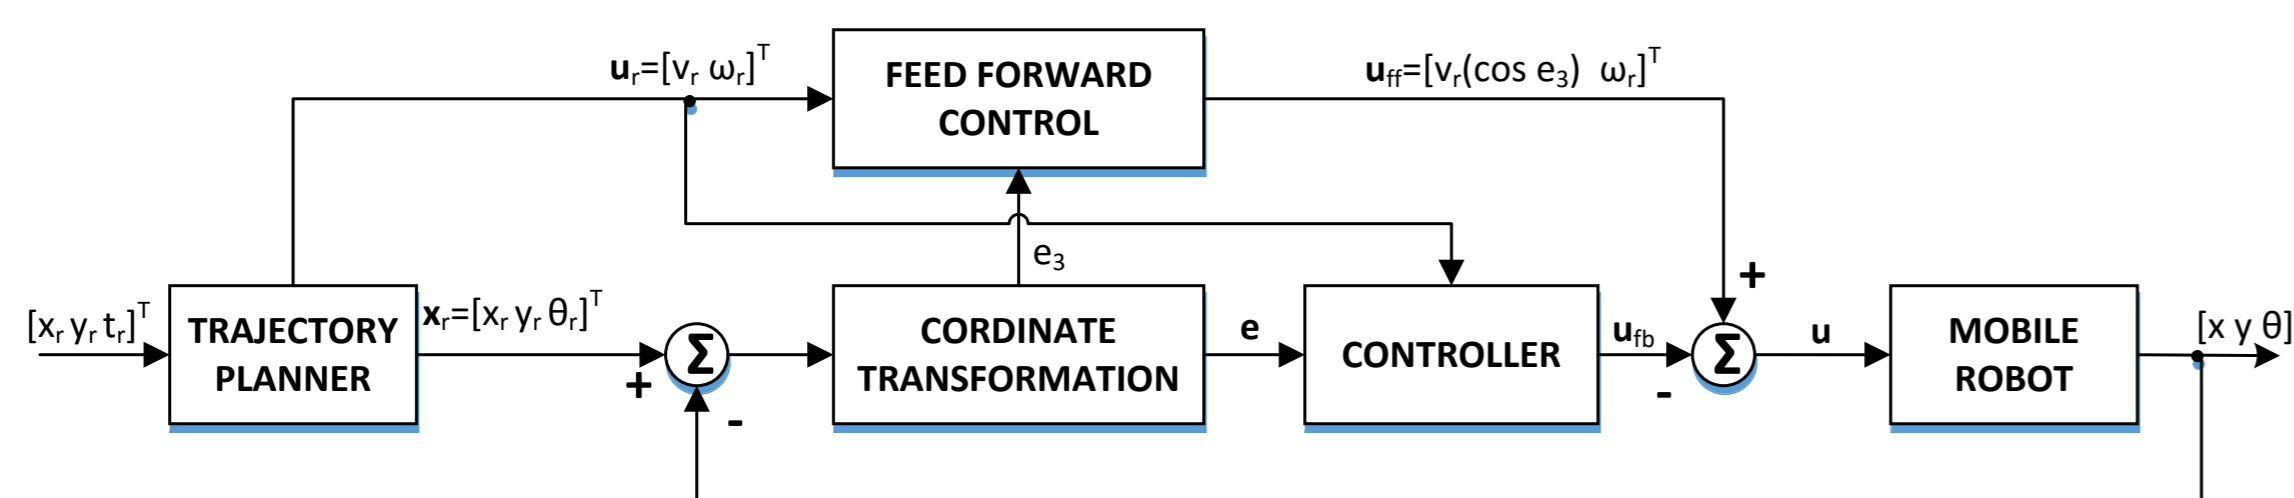 u_r=[v_r ω_r]^T
FEED FORWARD
CONTROL
u_ff=[v_r(cos e_3) ω_r]^T
e_3
+
[x_r y_r t_r]^T
TRAJECTORY
PLANNER
x_r=[x_r y_r θ_r]^T
+
Σ
-
CORDINATE
TRANSFORMATION
e
CONTROLLER
u_fb
-
Σ
u
MOBILE
ROBOT
[x y θ]